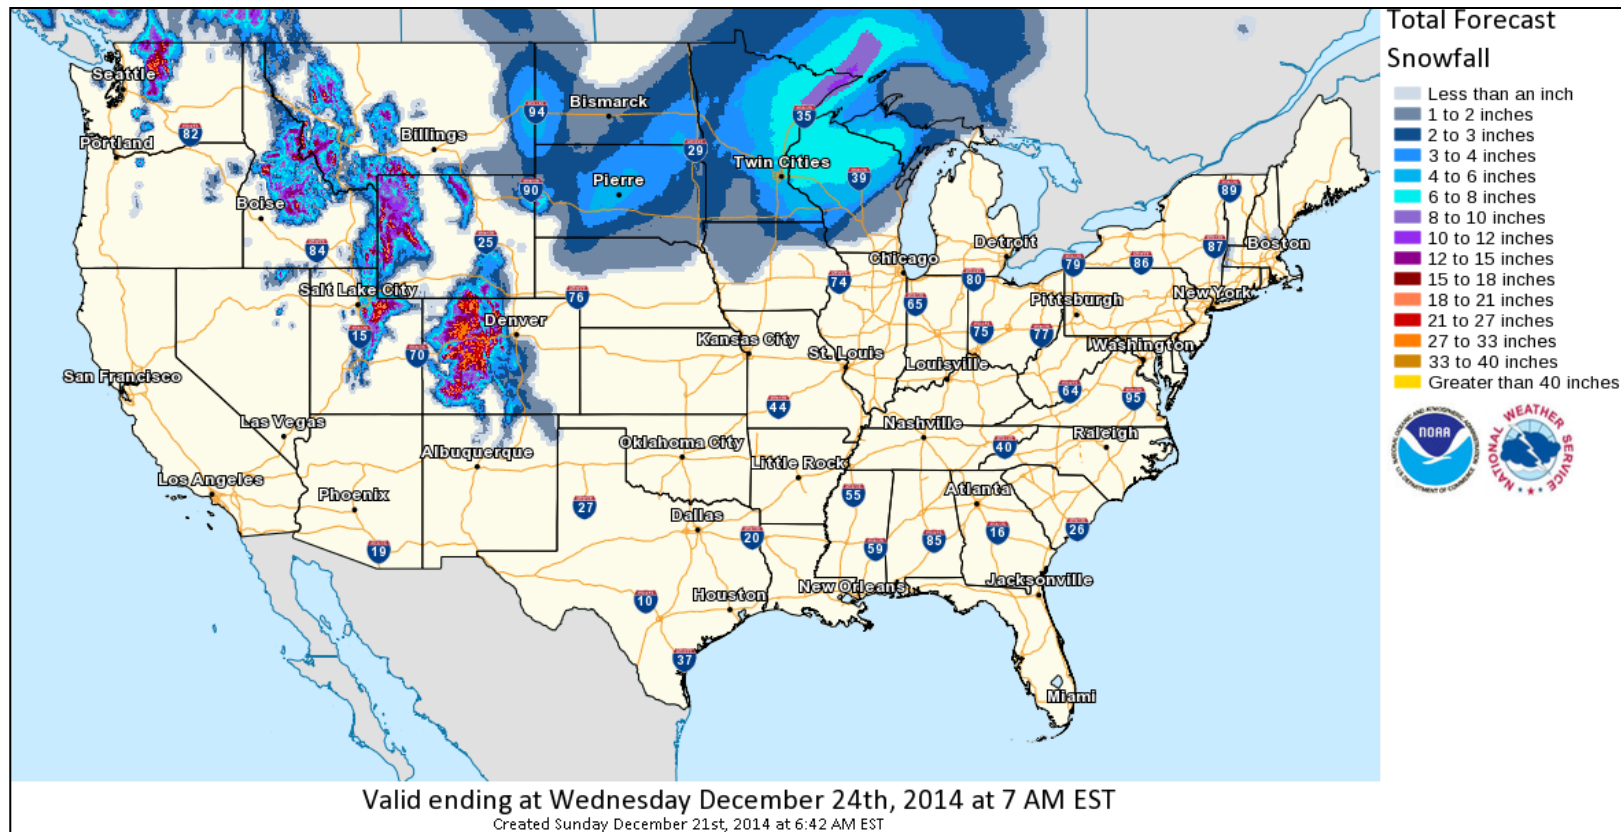 Total Forecast
Snowfall
Less than an inch
1 to 2 inches
2 to 3 inches
3 to 4 inches
4 to 6 inches
6 to 8 inches
8 to 10 inches
10 to 12 inches
12 to 15 inches
15 to 18 inches
18 to 21 inches
21 to 27 inches
27 to 33 inches
33 to 40 inches
Greater than 40 inches
NOAA
NATIONAL OCEANIC AND ATMOSPHERIC ADMINISTRATION
U.S. DEPARTMENT OF COMMERCE
NATIONAL WEATHER SERVICE
Seattle
82
Portland
Billings
94
Bismarck
35
Twin Cities
29
Pierre
90
39
89
Boise
84
25
Chicago
Detroit
87
Boston
86
79
80
74
Salt Lake City
76
65
Pittsburgh
New York
15
Denver
70
Kansas City
St. Louis
75
77
Washington
Louisville
San Francisco
64
95
44
Las Vegas
Nashville
Raleigh
40
Albuquerque
Oklahoma City
Little Rock
Los Angeles
Phoenix
55
Atlanta
27
Dallas
20
59
85
16
26
19
10
Houston
New Orleans
Jacksonville
37
Miami
Valid ending at Wednesday December 24th, 2014 at 7 AM EST
Created Sunday December 21st, 2014 at 6:42 AM EST